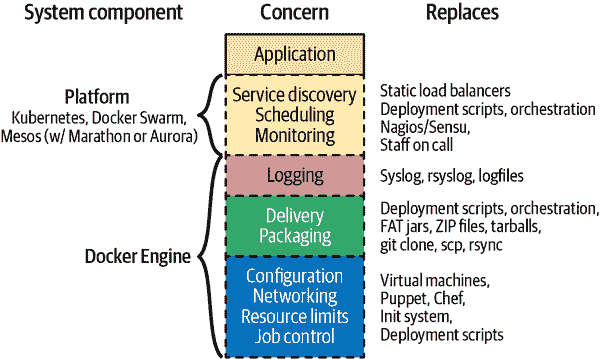 System component
Concern
Replaces
Application
Platform
Kubernetes, Docker Swarm,
Mesos (w/ Marathon or Aurora)
Service discovery
Scheduling
Monitoring
Static load balancers
Deployment scripts, orchestration
Nagios/Sensu,
Staff on call
Docker Engine
Logging
Syslog, rsyslog, logfiles
Delivery
Packaging
Deployment scripts, orchestration,
FAT jars, ZIP files, tarballs,
git clone, scp, rsync
Configuration
Networking
Resource limits
Job control
Virtual machines,
Puppet, Chef,
Init system,
Deployment scripts